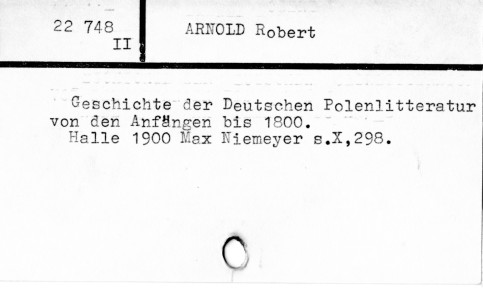 22 748
II
ARNOLD Robert
Geschichte der Deutschen Polenlitteratur
von den Anfängen bis 1800.
Halle 1900 Max Niemeyer s.X,298.